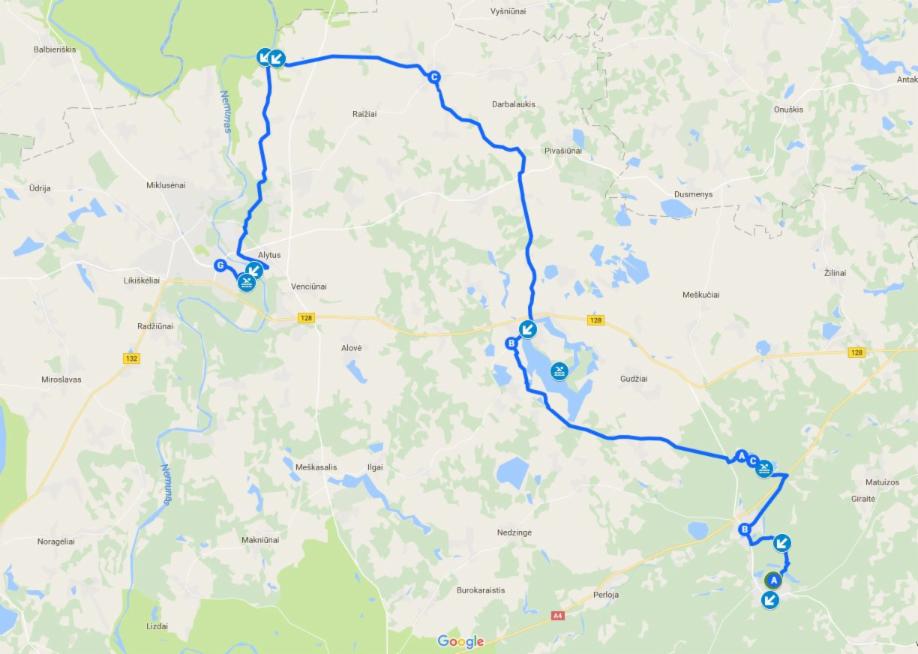 Vyšniūnai
Balbieriškis
C
Antak
Nemunas
Raižiai
Darbalaukis
Onuškis
Pivašiūnai
Miklusėnai
Ūdrija
Dusmenys
Alytus
G
Likiškėliai
Venciūnai
Žilinai
Meškučiai
128
128
Radžiūnai
B
Alovė
128
132
Miroslavas
Gudžiai
A
C
Meškasalis
Ilgai
Nemunas
Matuizos
Giraitė
B
Nedzingė
Noragėliai
Makniūnai
A
Burokaraistis
Perloja
A4
Lizdai
Google